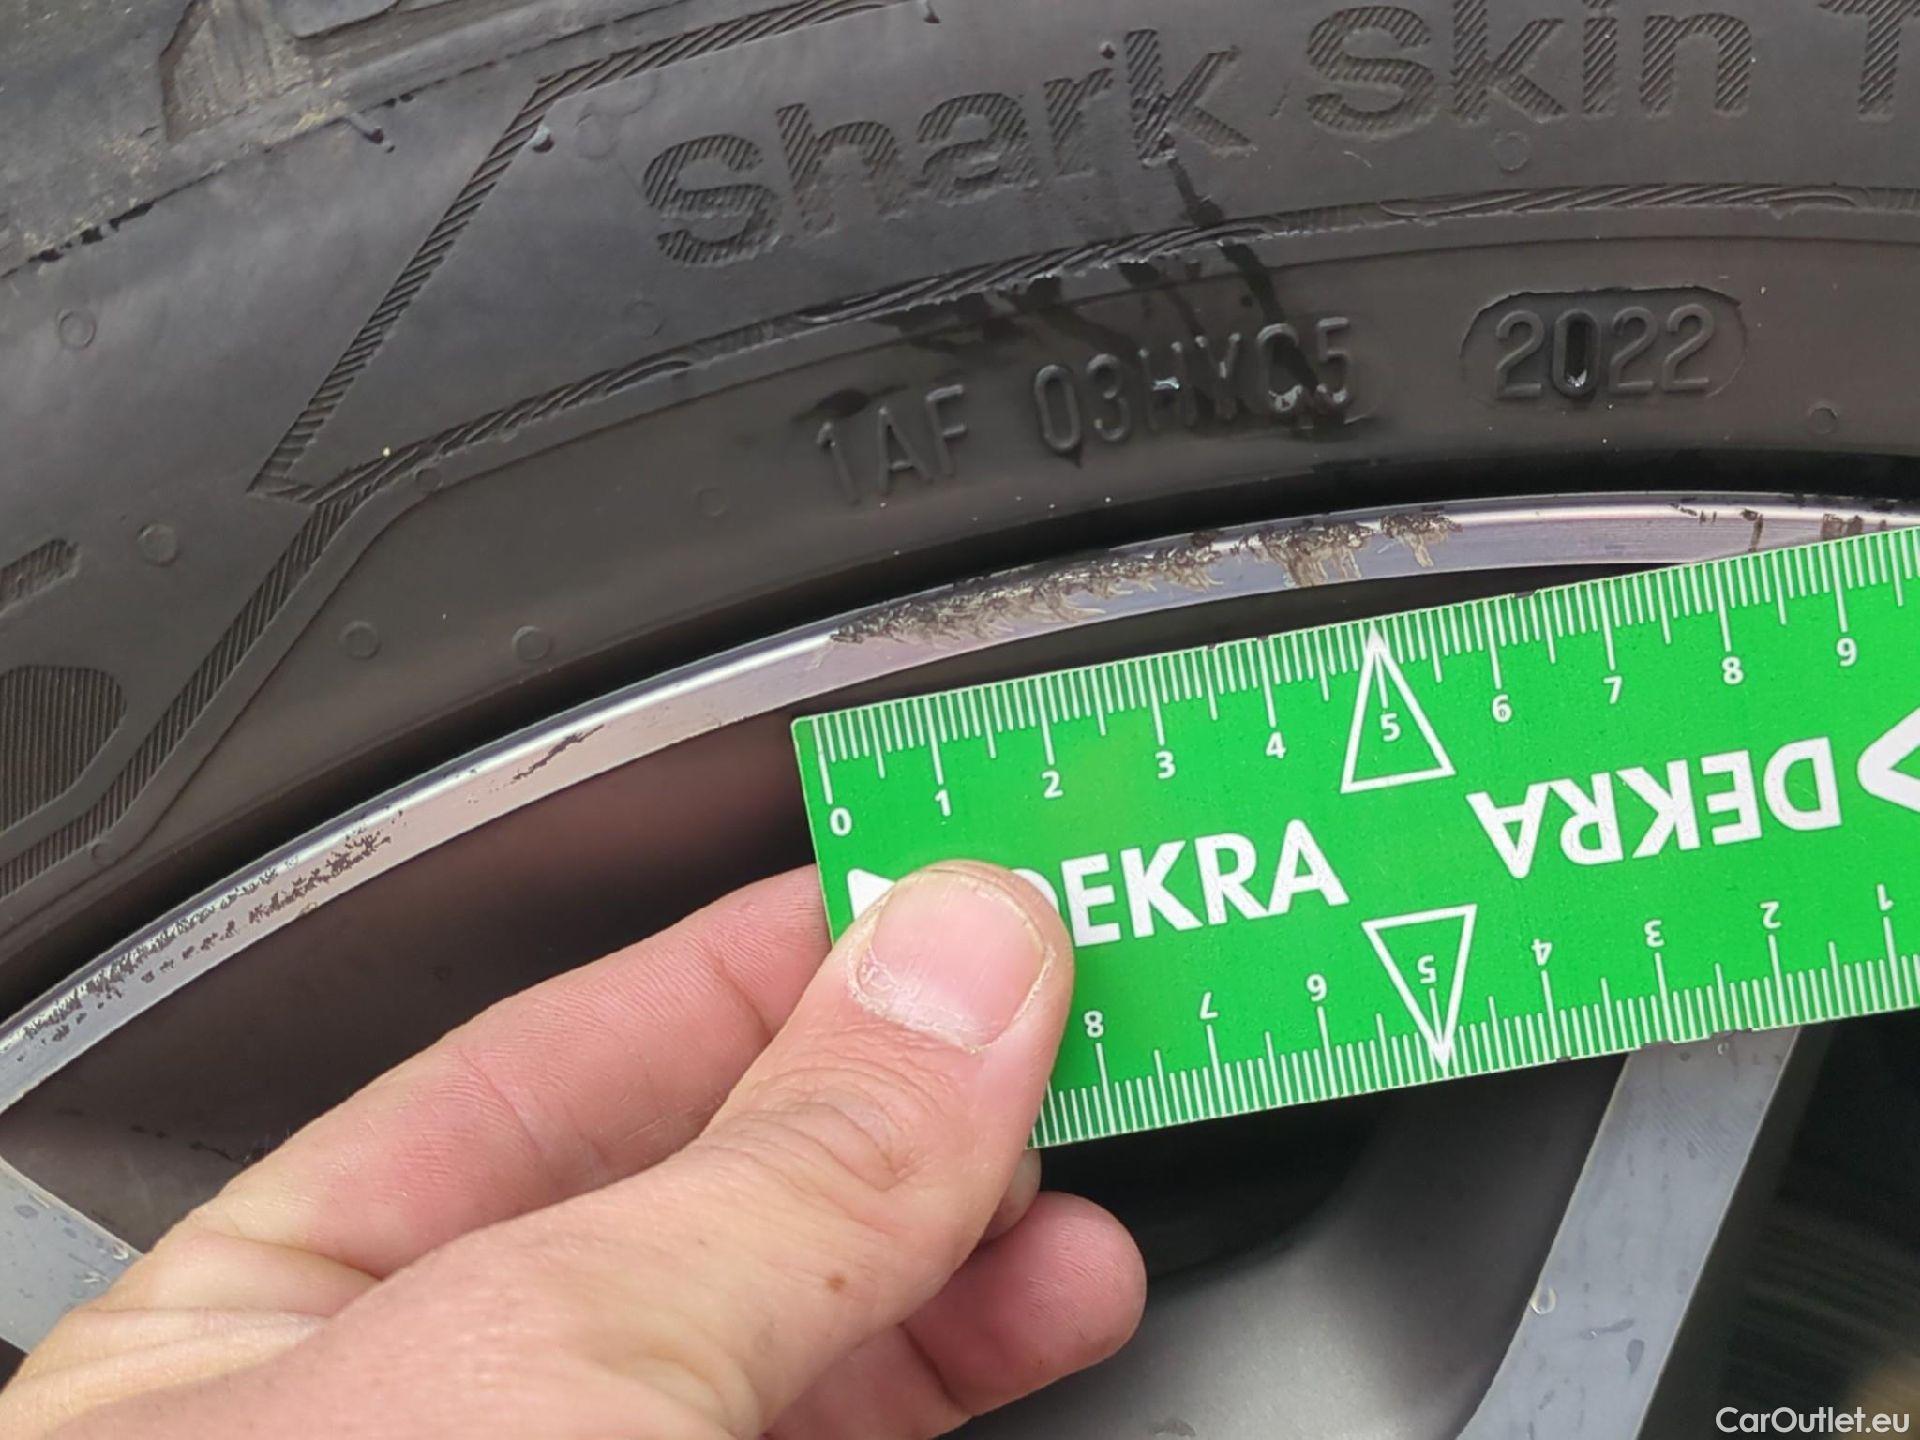 Shark Skin T
1AF 03HYC5 2022
0 1 2 3 4 5 6 7 8 9
DEKRA DEKRA
8 7 6 5 4 3 2 1
CarOutlet.eu